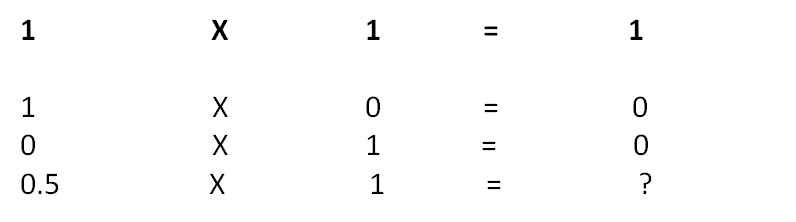 1 X 1 = 1
1 X 0 = 0
0 X 1 = 0
0.5 X 1 = ?